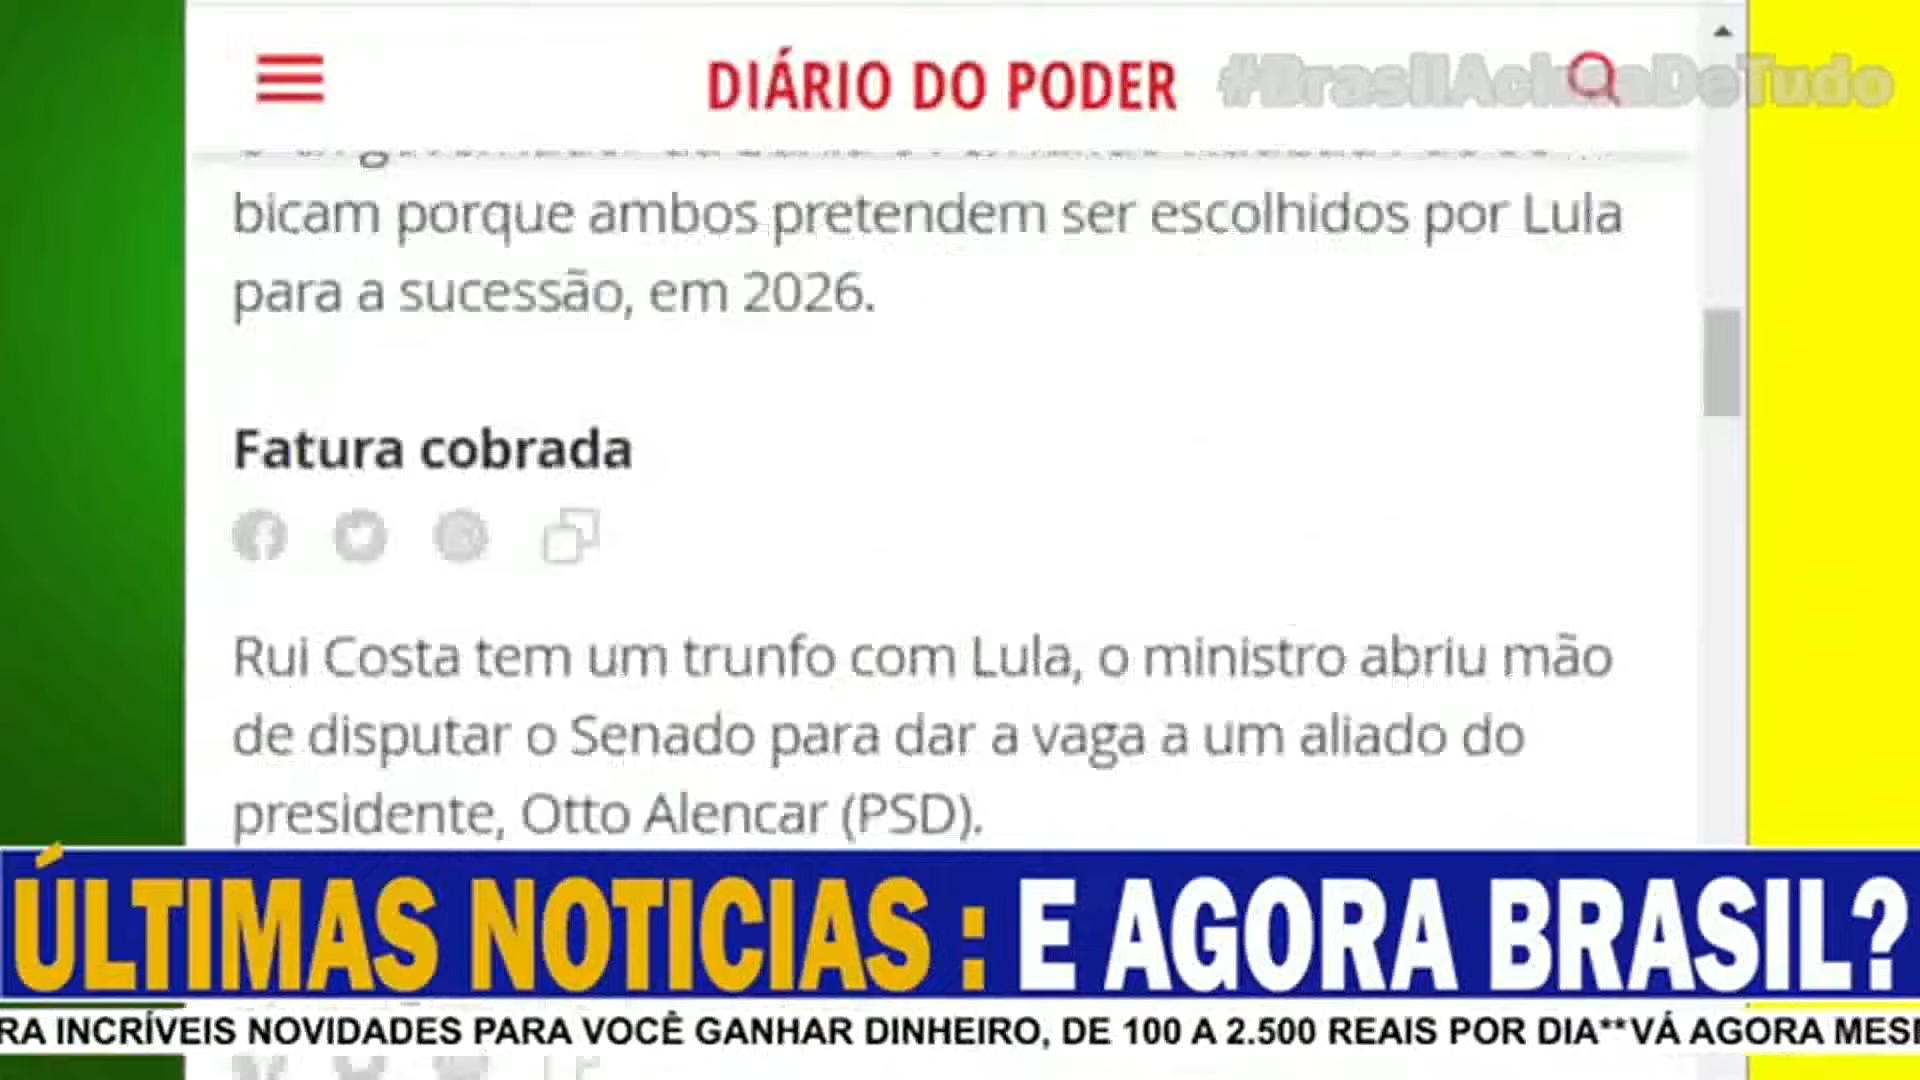 DIÁRIO DO PODER
#BrasilAcimaDeTudo
bicam porque ambos pretendem ser escolhidos por Lula
para a sucessão, em 2026.
Fatura cobrada
Rui Costa tem um trunfo com Lula, o ministro abriu mão
de disputar o Senado para dar a vaga a um aliado do
presidente, Otto Alencar (PSD).
ÚLTIMAS NOTICIAS : E AGORA BRASIL?
RA INCRÍVEIS NOVIDADES PARA VOCÊ GANHAR DINHEIRO, DE 100 A 2.500 REAIS POR DIA**VÁ AGORA MES